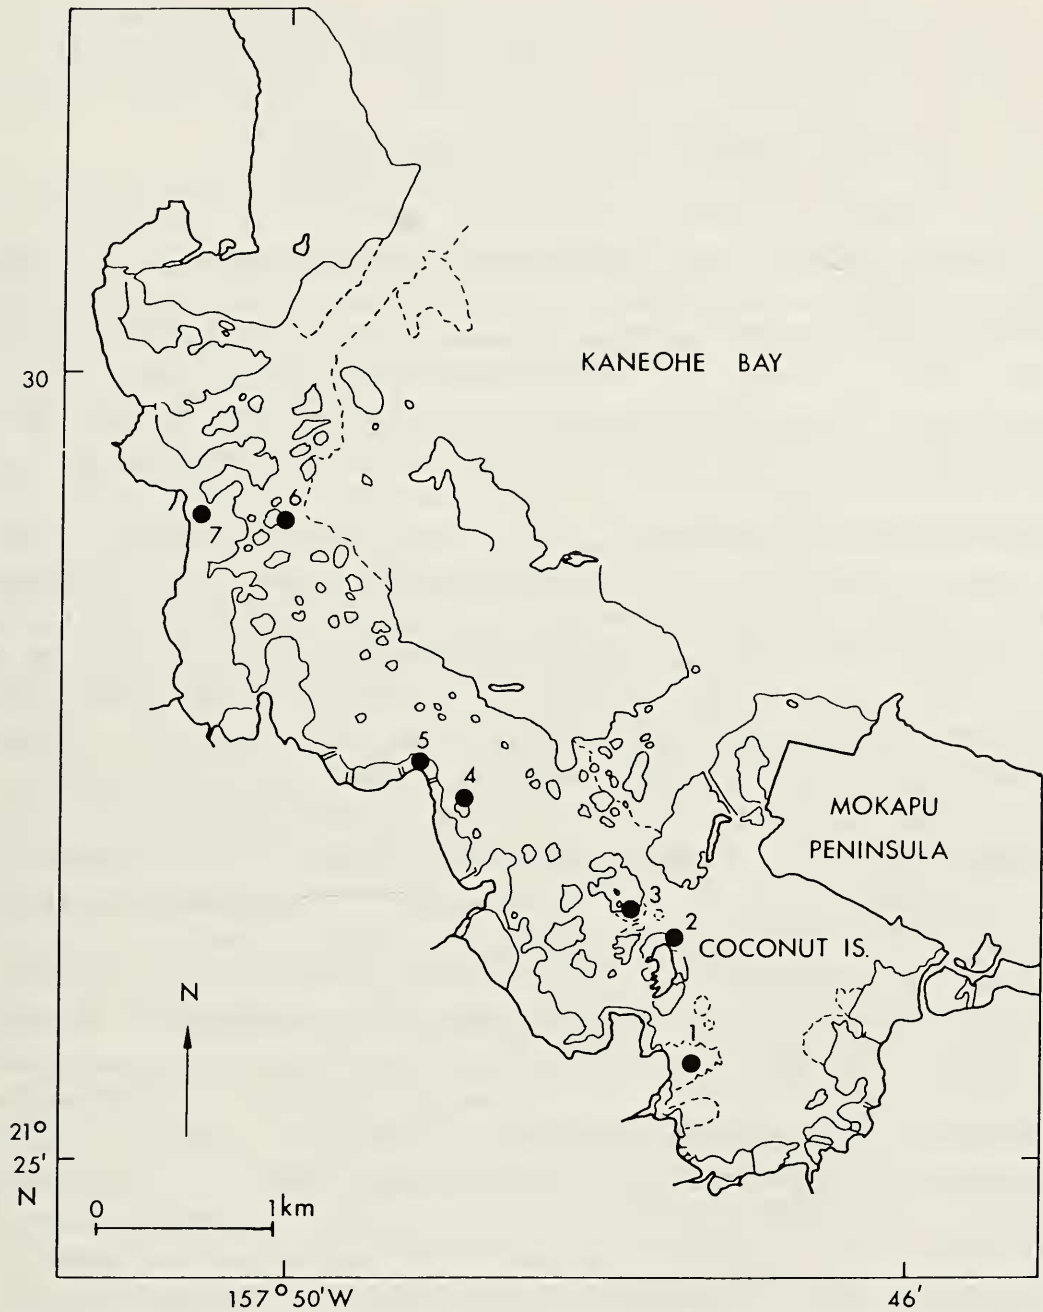 30
KANEOHE BAY
6
7
5
4
MOKAPU
PENINSULA
3
2
COCONUT IS.
N
1
21°
25'
N
0 1km
157°50'W 46'